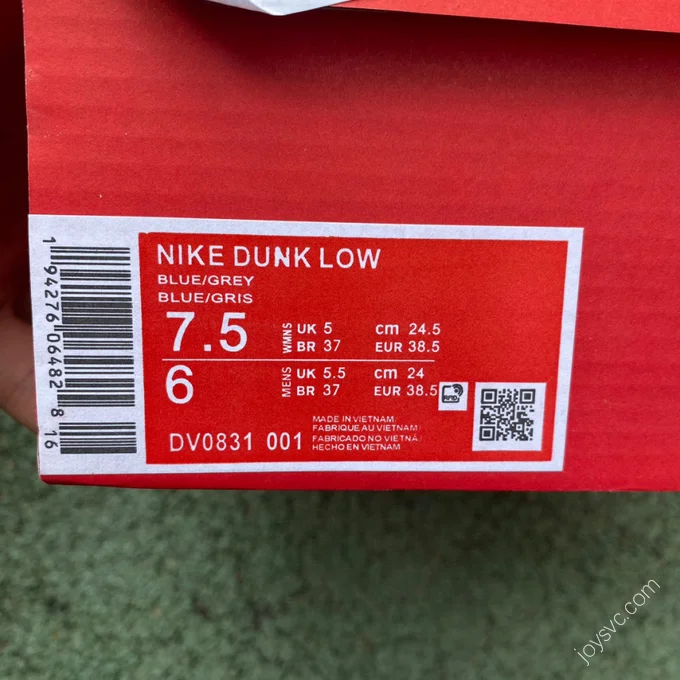 NIKE DUNK LOW
BLUE/GREY
BLUE/GRIS
7.5 WMNS UK 5 cm 24.5
BR 37 EUR 38.5
6 MENS UK 5.5 cm 24
BR 37 EUR 38.5
RFID
DV0831 001
MADE IN VIETNAM
FABRIQUE AU VIETNAM
FABRICADO NO VIETNÃ
HECHO EN VIETNAM
1 94276 06482 8 16
joysvc.com